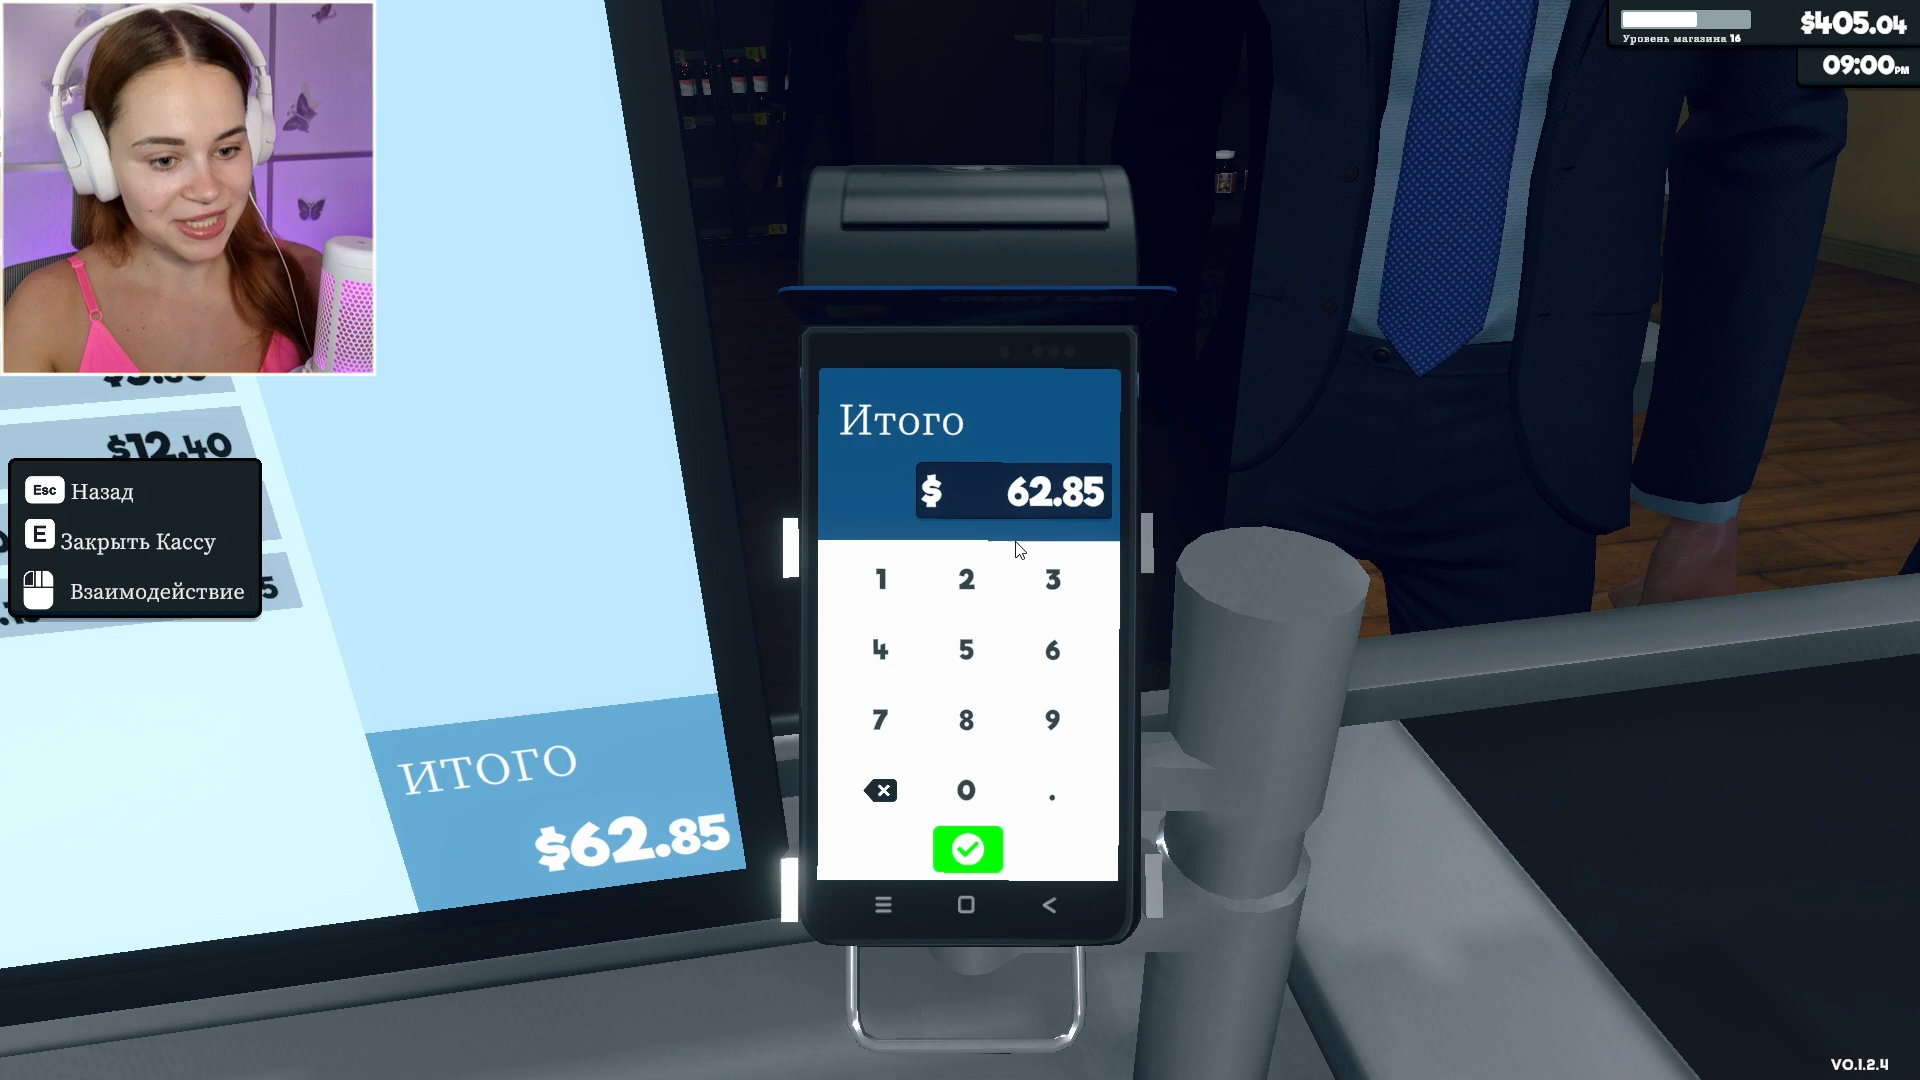 $405.04
Уровень магазина 16
09:00PM
$12.40
Esc Назад
E Закрыть Кассу
Взаимодействие
Итого
$ 62.85
1 2 3
4 5 6
7 8 9
0 .
ИТОГО
$62.85
V0.1.2.4